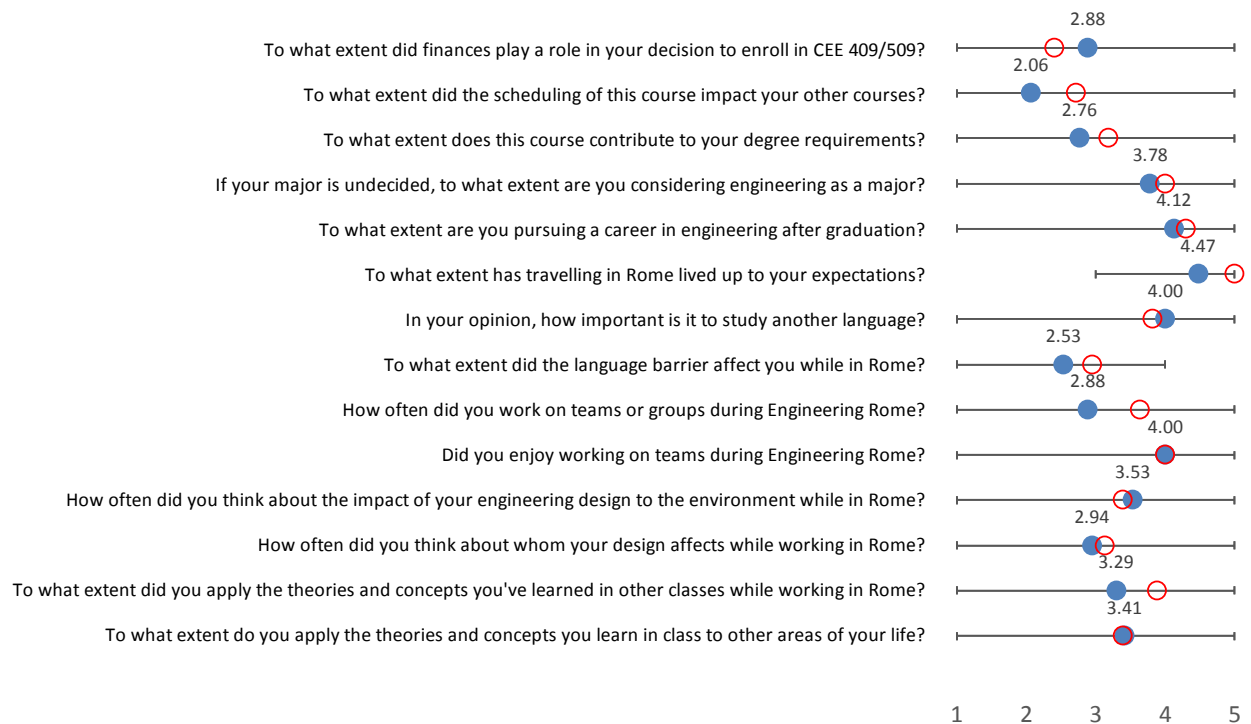 2.88
To what extent did finances play a role in your decision to enroll in CEE 409/509?
2.06
To what extent did the scheduling of this course impact your other courses?
2.76
To what extent does this course contribute to your degree requirements?
3.78
If your major is undecided, to what extent are you considering engineering as a major?
4.12
To what extent are you pursuing a career in engineering after graduation?
4.47
To what extent has travelling in Rome lived up to your expectations?
4.00
In your opinion, how important is it to study another language?
2.53
To what extent did the language barrier affect you while in Rome?
2.88
How often did you work on teams or groups during Engineering Rome?
4.00
Did you enjoy working on teams during Engineering Rome?
3.53
How often did you think about the impact of your engineering design to the environment while in Rome?
2.94
How often did you think about whom your design affects while working in Rome?
3.29
To what extent did you apply the theories and concepts you've learned in other classes while working in Rome?
3.41
To what extent do you apply the theories and concepts you learn in class to other areas of your life?
1 2 3 4 5